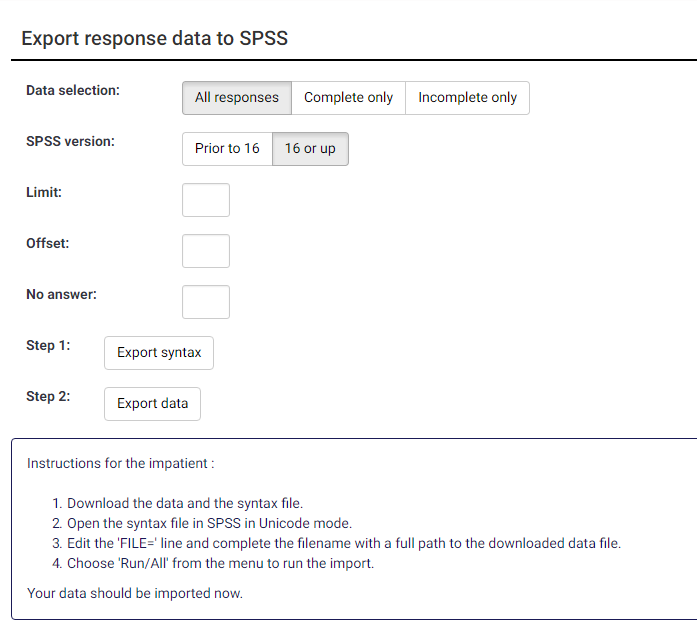 Export response data to SPSS
Data selection: All responses Complete only Incomplete only
SPSS version: Prior to 16 16 or up
Limit:
Offset:
No answer:
Step 1: Export syntax
Step 2: Export data
Instructions for the impatient :
1. Download the data and the syntax file.
2. Open the syntax file in SPSS in Unicode mode.
3. Edit the 'FILE=' line and complete the filename with a full path to the downloaded data file.
4. Choose 'Run/All' from the menu to run the import.
Your data should be imported now.